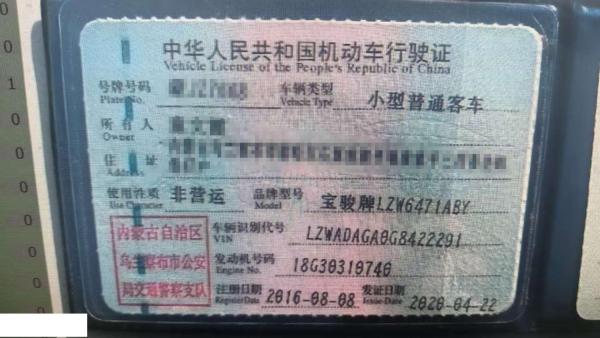 中华人民共和国机动车行驶证
Vehicle License of the People's Republic of China
号牌号码 车辆类型 小型普通客车
Plate No. Vehicle Type
所有人
Owner
住址
Address
使用性质 非营运 品牌型号 宝骏牌LZW6471ABY
Use Character Model
内蒙古自治区 车辆识别代号 LZWADAGA0G8422291
VIN
乌兰察布市公安 发动机号码 18G30310740
Engine No.
局交通警察支队 注册日期 2016-08-08 发证日期 2020-04-22
Register Date Issue Date